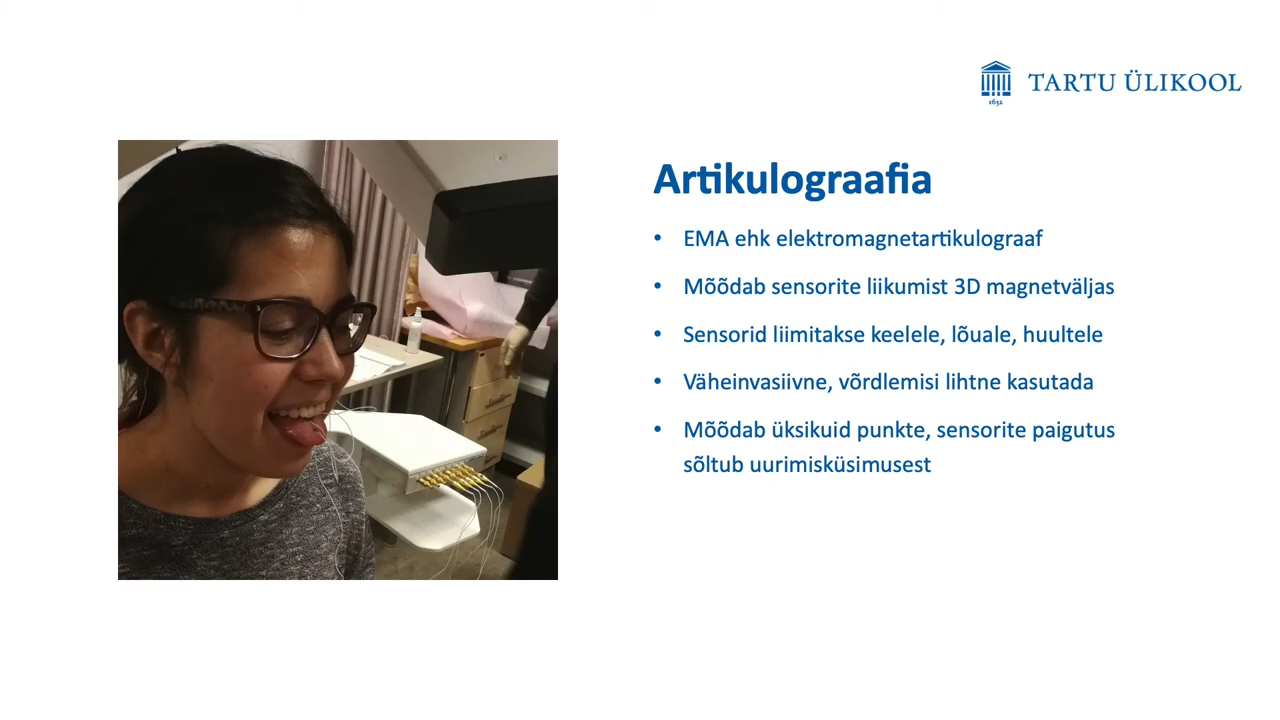 1632
TARTU ÜLIKOOL
Artikulograafia
• EMA ehk elektromagnetartikulograaf
• Mõõdab sensorite liikumist 3D magnetväljas
• Sensorid liimitakse keelele, lõuale, huultele
• Väheinvasiivne, võrdlemisi lihtne kasutada
• Mõõdab üksikuid punkte, sensorite paigutus
sõltub uurimisküsimusest